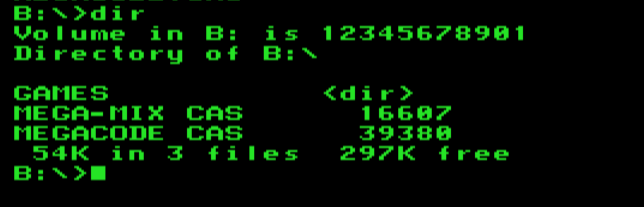 B:\>dir
Volume in B: is 12345678901
Directory of B:\
GAMES <dir>
MEGA-MIX CAS 16607
MEGACODE CAS 39380
54K in 3 files 297K free
B:\>